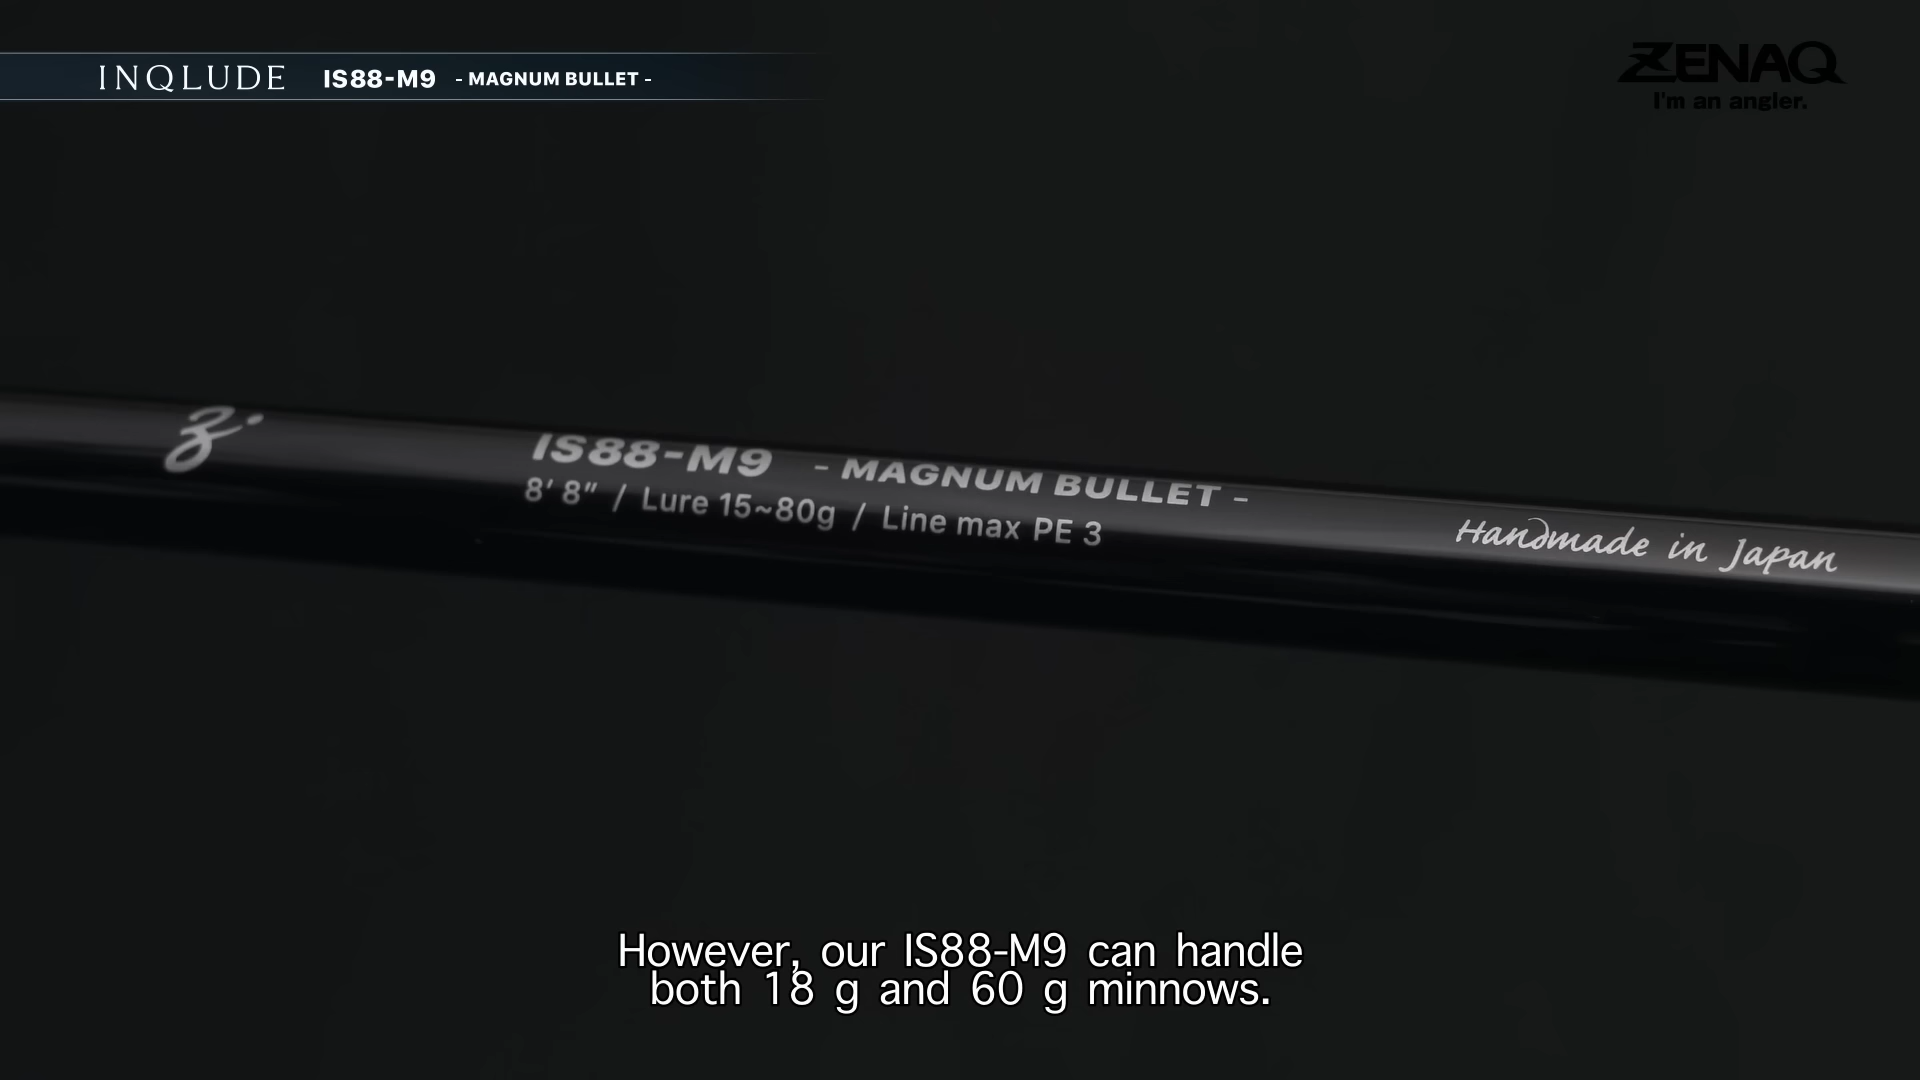 INQLUDE IS88-M9 - MAGNUM BULLET -
ZENAQ
I'm an angler.
IS88-M9 - MAGNUM BULLET -
8' 8" / Lure 15~80g / Line max PE 3
Handmade in Japan
However, our IS88-M9 can handle
both 18 g and 60 g minnows.